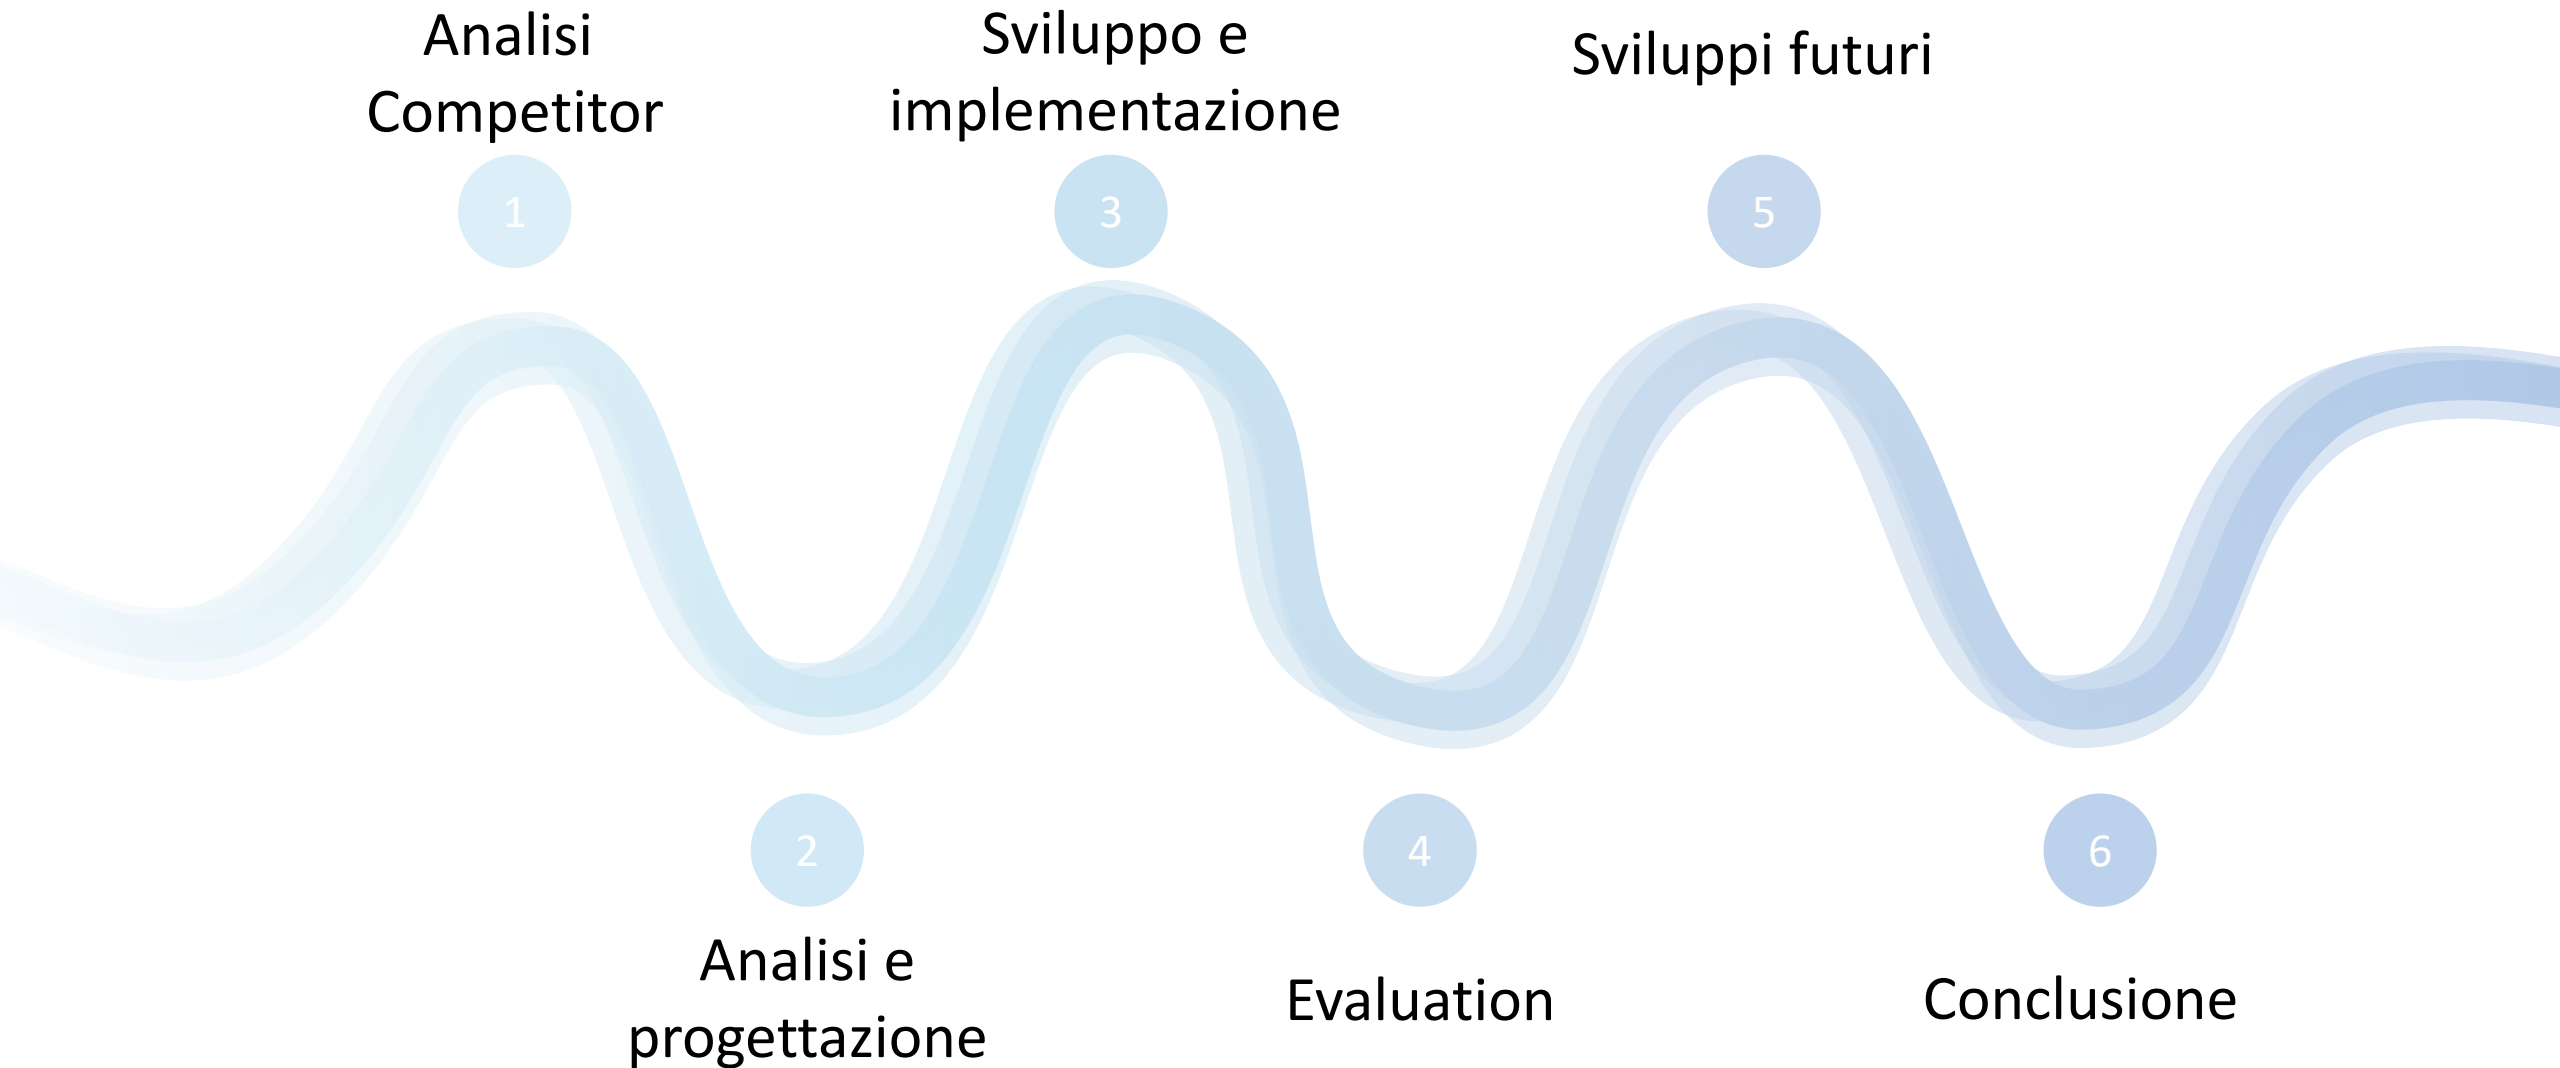 Analisi
Competitor
1
2
Analisi e
progettazione
Sviluppo e
implementazione
3
4
Evaluation
Sviluppi futuri
5
6
Conclusione